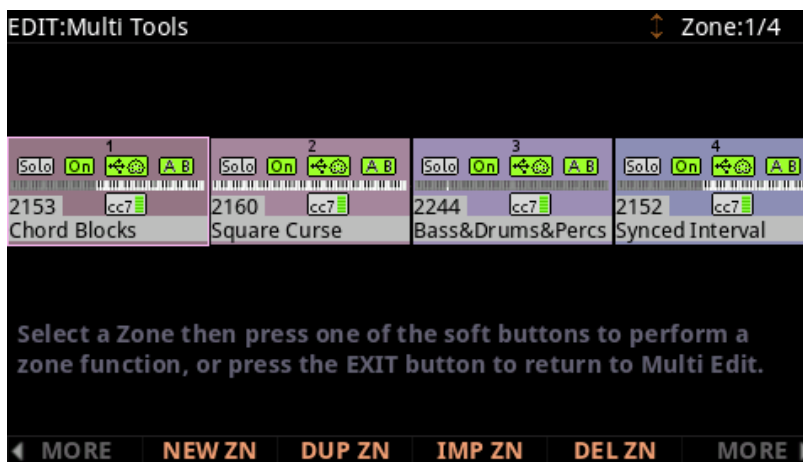 EDIT:Multi Tools Zone:1/4
1 2 3 4
Solo On A B Solo On A B Solo On A B Solo On A B
2153 cc7 2160 cc7 2244 cc7 2152 cc7
Chord Blocks Square Curse Bass&Drums&Percs Synced Interval
Select a Zone then press one of the soft buttons to perform a
zone function, or press the EXIT button to return to Multi Edit.
MORE NEW ZN DUP ZN IMP ZN DEL ZN MORE